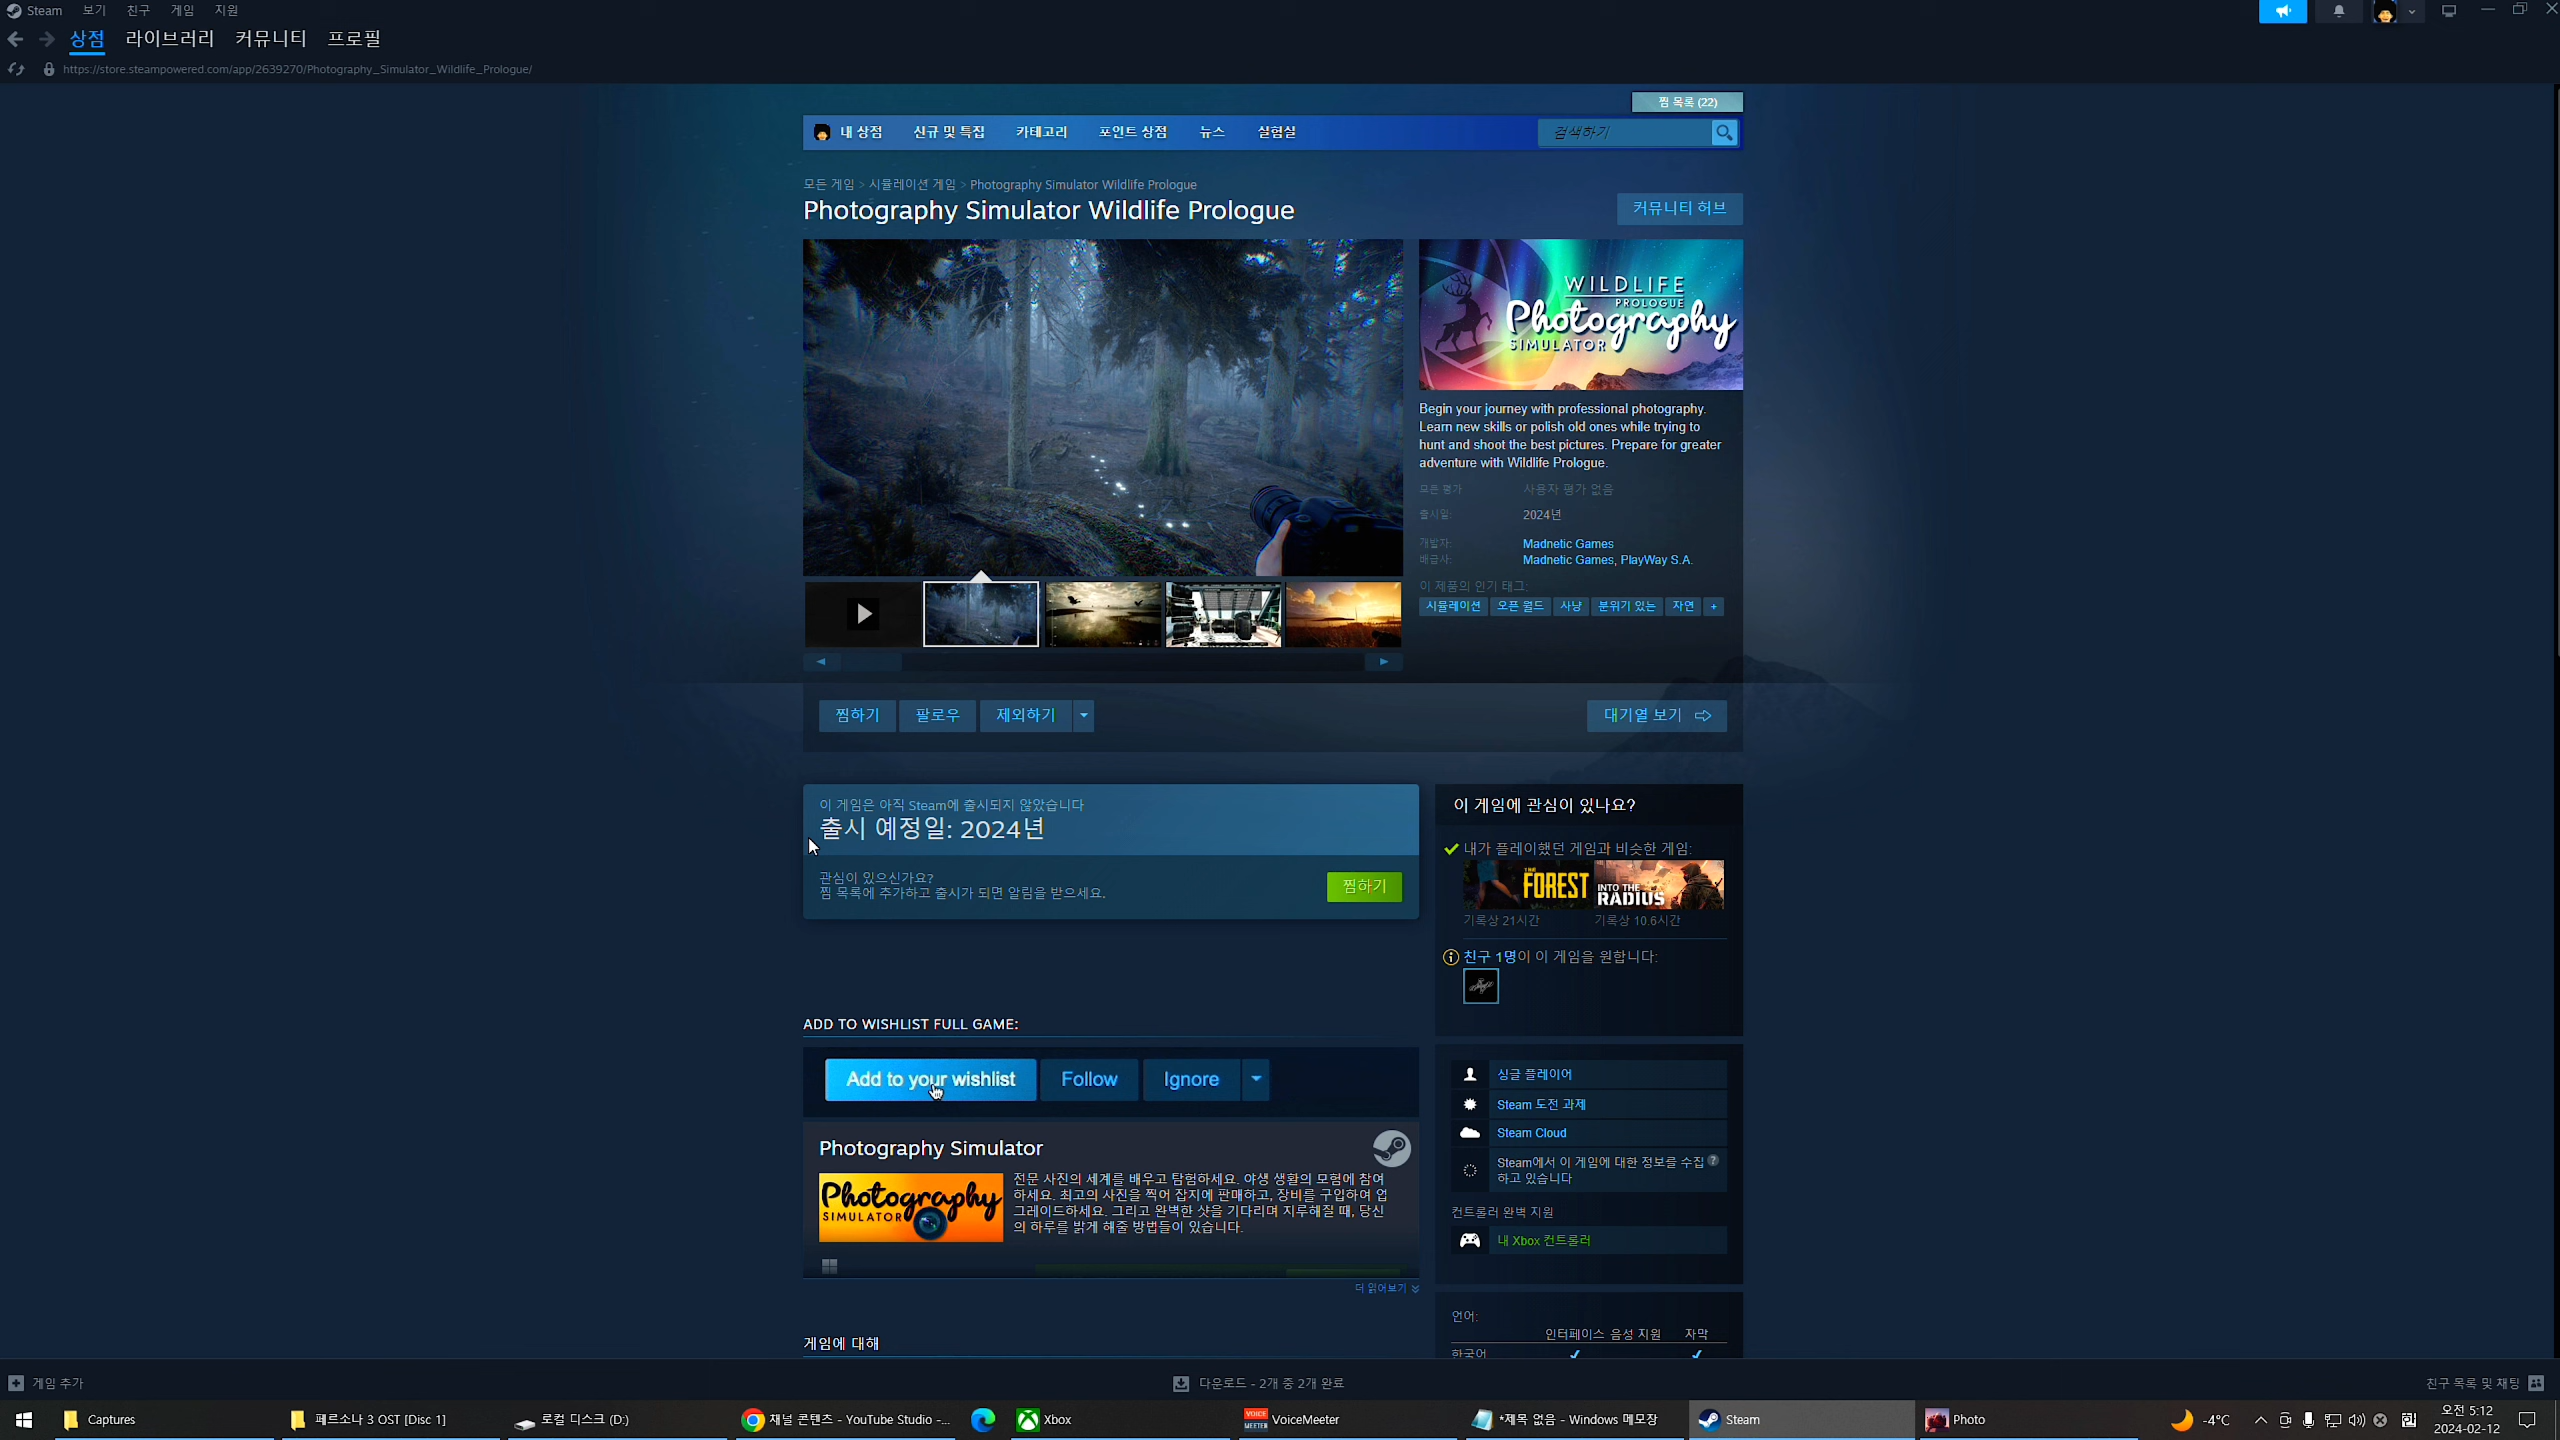 Steam 보기 친구 게임 지원
상점 라이브러리 커뮤니티 프로필
https://store.steampowered.com/app/2639270/Photography_Simulator_Wildlife_Prologue/
찜 목록 (22)
내 상점 신규 및 특집 카테고리 포인트 상점 뉴스 실험실 검색하기
모든 게임 > 시뮬레이션 게임 > Photography Simulator Wildlife Prologue
Photography Simulator Wildlife Prologue
커뮤니티 허브
WILDLIFE
PROLOGUE
Photography
SIMULATOR
Begin your journey with professional photography.
Learn new skills or polish old ones while trying to
hunt and shoot the best pictures. Prepare for greater
adventure with Wildlife Prologue.
모든 평가 사용자 평가 없음
출시일: 2024년
개발자: Madnetic Games
배급사: Madnetic Games, PlayWay S.A.
이 제품의 인기 태그:
시뮬레이션 오픈 월드 사냥 분위기 있는 자연 +
찜하기 팔로우 제외하기 대기열 보기
이 게임은 아직 Steam에 출시되지 않았습니다
출시 예정일: 2024년
관심이 있으신가요?
찜 목록에 추가하고 출시가 되면 알림을 받으세요.
찜하기
이 게임에 관심이 있나요?
내가 플레이했던 게임과 비슷한 게임:
THE FOREST
INTO THE RADIUS
기록상 21시간 기록상 10.6시간
친구 1명이 이 게임을 원합니다:
ADD TO WISHLIST FULL GAME:
Add to your wishlist Follow Ignore
Photography Simulator
Photography
SIMULATOR
전문 사진의 세계를 배우고 탐험하세요. 야생 생활의 모험에 참여
하세요. 최고의 사진을 찍어 잡지에 판매하고, 장비를 구입하여 업
그레이드하세요. 그리고 완벽한 샷을 기다리며 지루해질 때, 당신
의 하루를 밝게 해줄 방법들이 있습니다.
더 읽어보기
게임에 대해
싱글 플레이어
Steam 도전 과제
Steam Cloud
Steam에서 이 게임에 대한 정보를 수집 ?
하고 있습니다
컨트롤러 완벽 지원
내 Xbox 컨트롤러
언어:
인터페이스 음성 지원 자막
한국어
게임 추가
다운로드 - 2개 중 2개 완료
친구 목록 및 채팅
Captures
페르소나 3 OST [Disc 1]
로컬 디스크 (D:)
채널 콘텐츠 - YouTube Studio -...
Xbox
VOICE MEETER
VoiceMeeter
*제목 없음 - Windows 메모장
Steam
Photo
-4°C
오전 5:12
2024-02-12